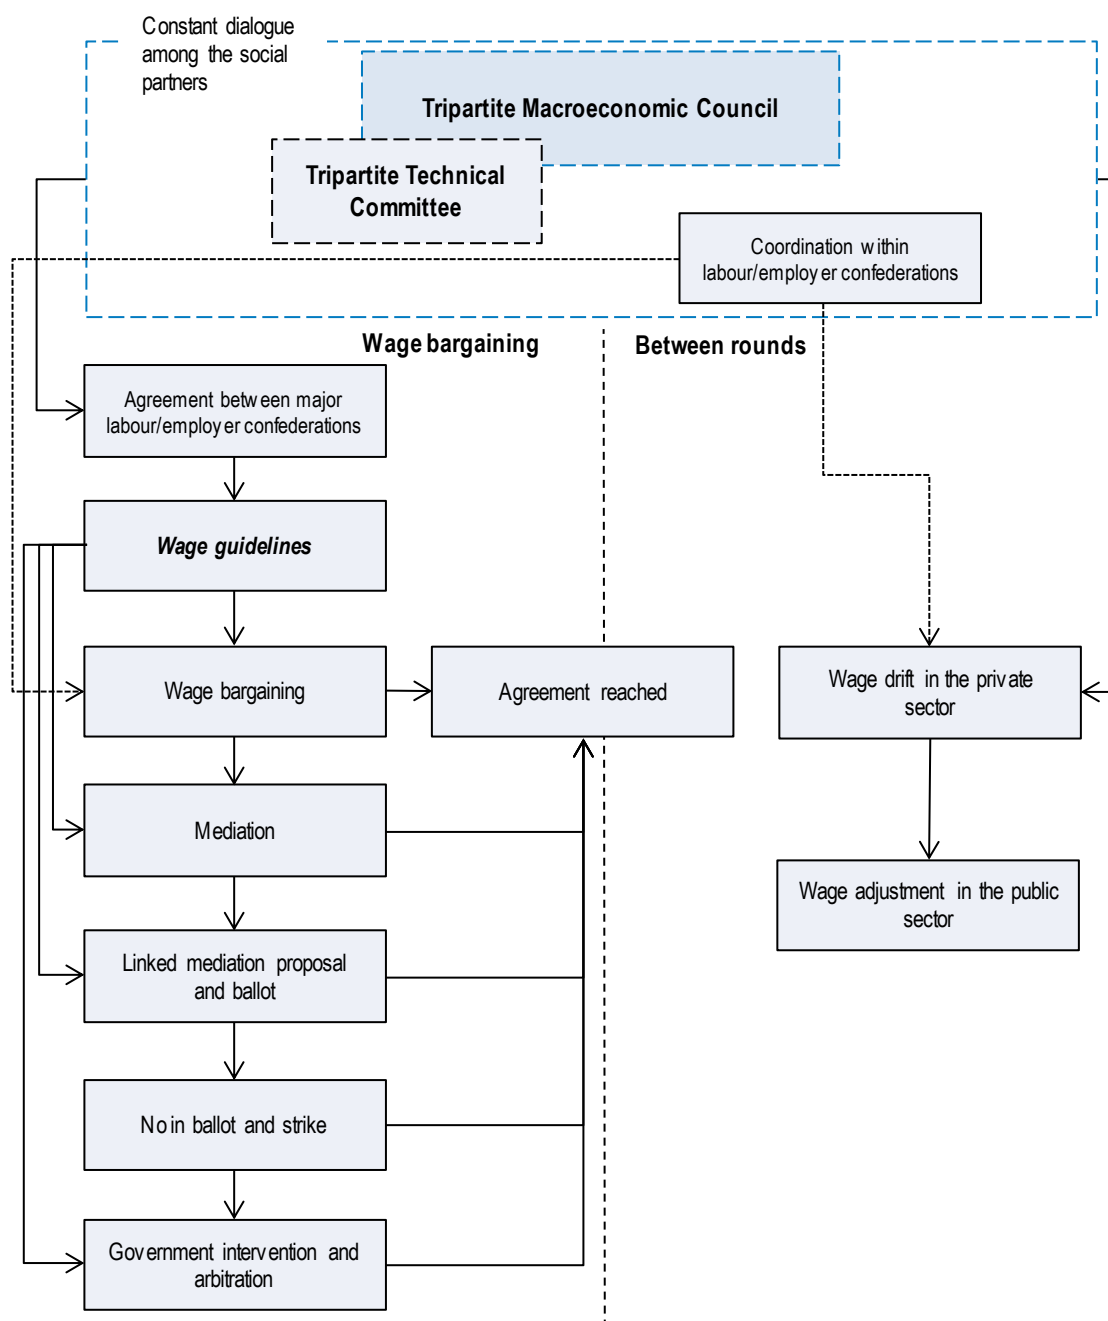 Constant dialogue
among the social
partners
Tripartite Macroeconomic Council
Tripartite Technical
Committee
Coordination within
labour/employer confederations
Wage bargaining
Between rounds
Agreement between major
labour/employer confederations
Wage guidelines
Wage bargaining
Agreement reached
Wage drift in the private
sector
Mediation
Wage adjustment in the public
sector
Linked mediation proposal
and ballot
No in ballot and strike
Government intervention and
arbitration